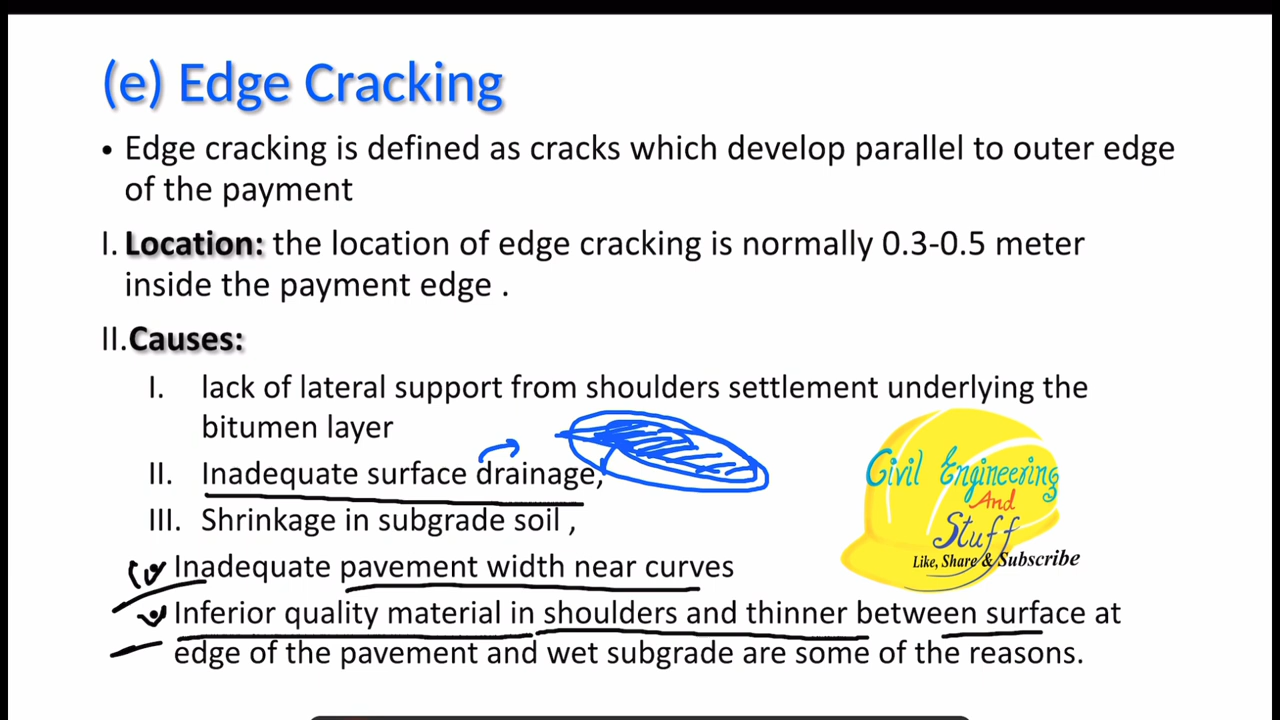 (e) Edge Cracking
• Edge cracking is defined as cracks which develop parallel to outer edge
of the payment
I. Location: the location of edge cracking is normally 0.3-0.5 meter
inside the payment edge .
II.Causes:
I. lack of lateral support from shoulders settlement underlying the
bitumen layer
II. Inadequate surface drainage,
III. Shrinkage in subgrade soil ,
Inadequate pavement width near curves
Inferior quality material in shoulders and thinner between surface at
edge of the pavement and wet subgrade are some of the reasons.
Civil Engineering
And
Stuff
Like, Share & Subscribe